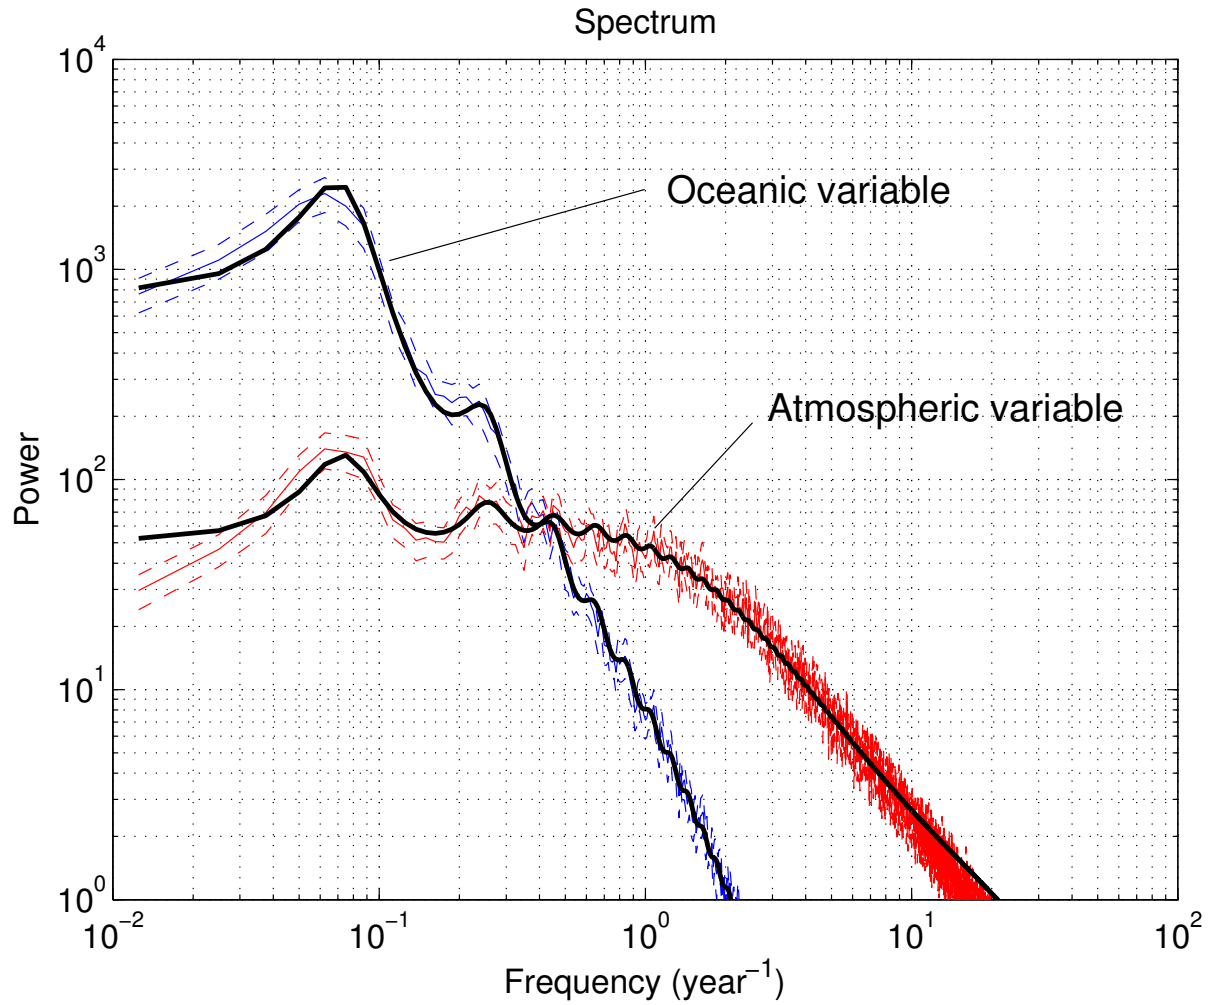 Spectrum
10^4
10^3
10^2
10^1
10^0
Power
Oceanic variable
Atmospheric variable
10^-2
10^-1
10^0
10^1
10^2
Frequency (year^-1)